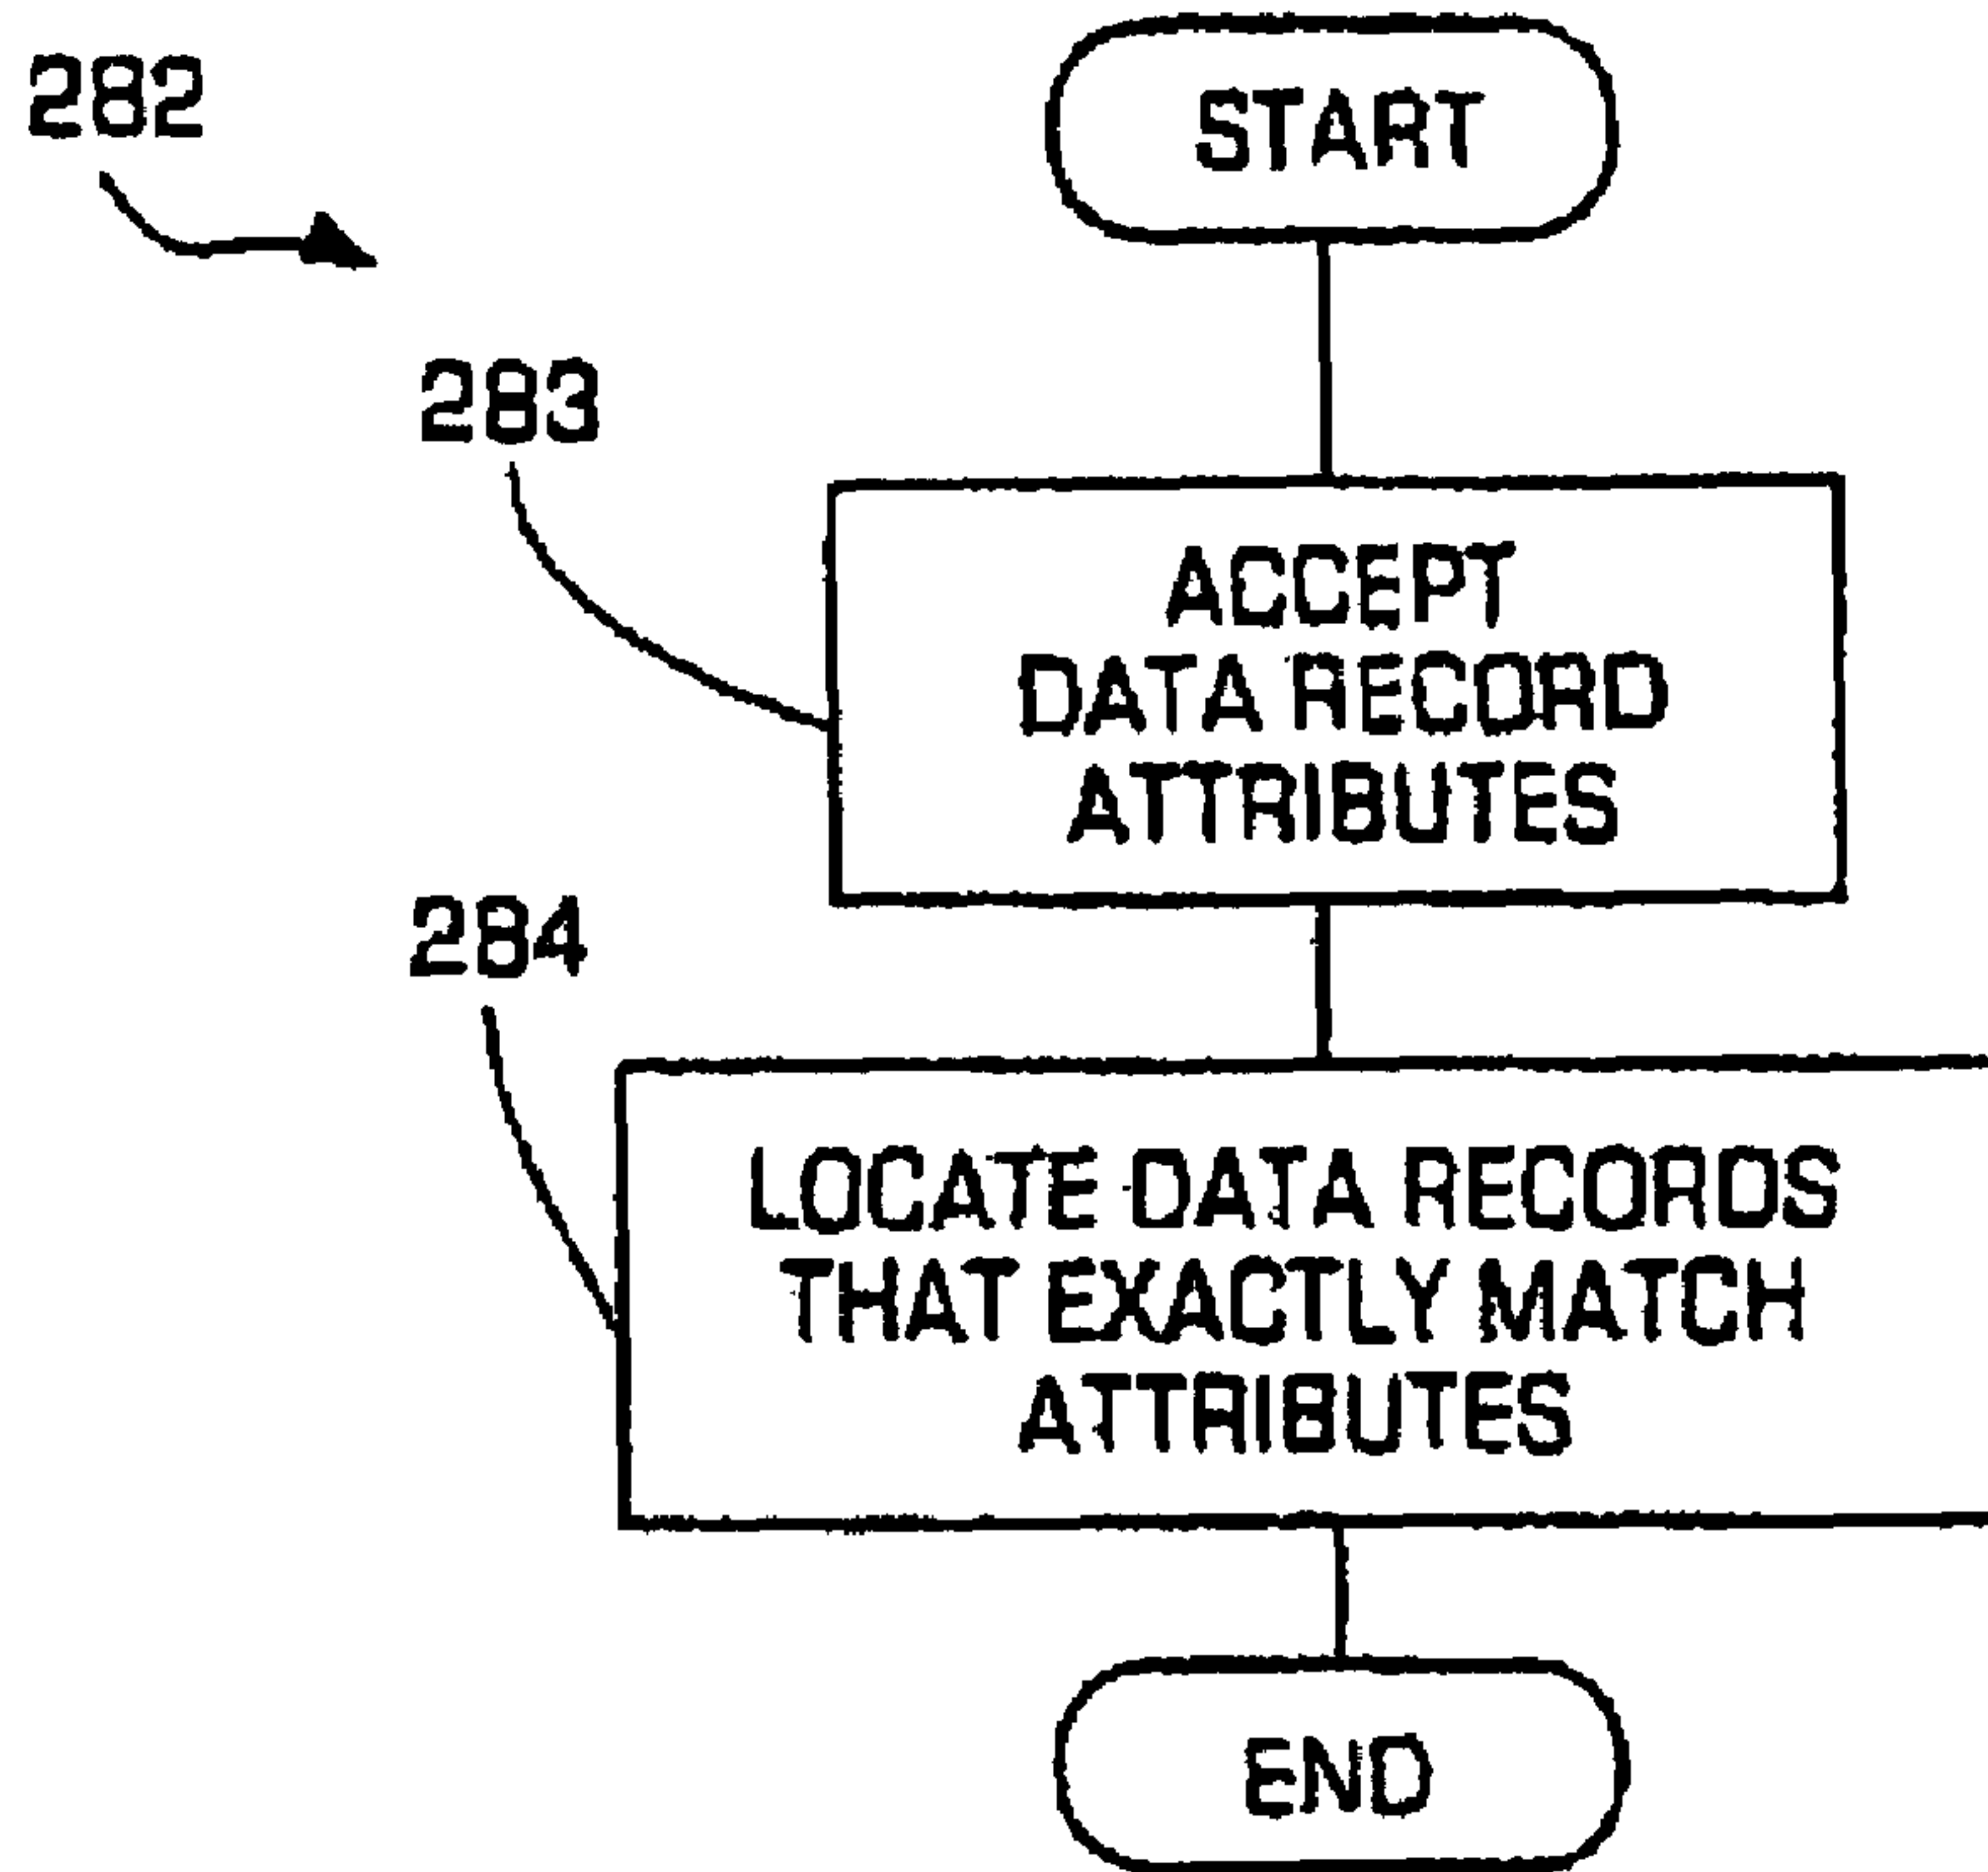 282
START
283
ACCEPT
DATA RECORD
ATTRIBUTES
284
LOCATE DATA RECORDS
THAT EXACTLY MATCH
ATTRIBUTES
END